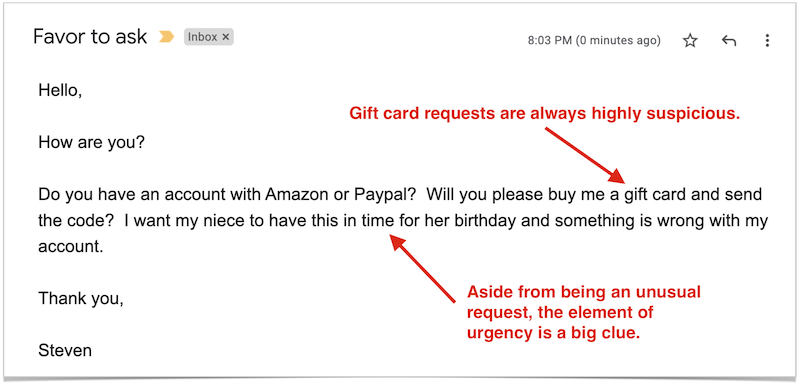 Favor to ask
Inbox ×
8:03 PM (0 minutes ago)
Hello,
Gift card requests are always highly suspicious.
How are you?
Do you have an account with Amazon or Paypal?  Will you please buy me a gift card and send
the code?  I want my niece to have this in time for her birthday and something is wrong with my
account.
Aside from being an unusual
request, the element of
urgency is a big clue.
Thank you,
Steven